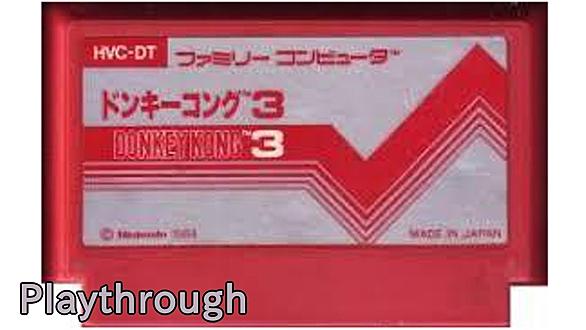 HVC-DT ファミリー コンピュータ™
ドンキーコング™3
DONKEY KONG™3
© Nintendo 1984 MADE IN JAPAN
Playthrough